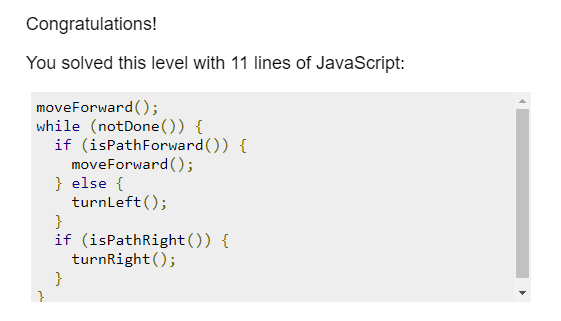 Congratulations!
You solved this level with 11 lines of JavaScript:
moveForward();
while (notDone()) {
  if (isPathForward()) {
    moveForward();
  } else {
    turnLeft();
  }
  if (isPathRight()) {
    turnRight();
  }
}